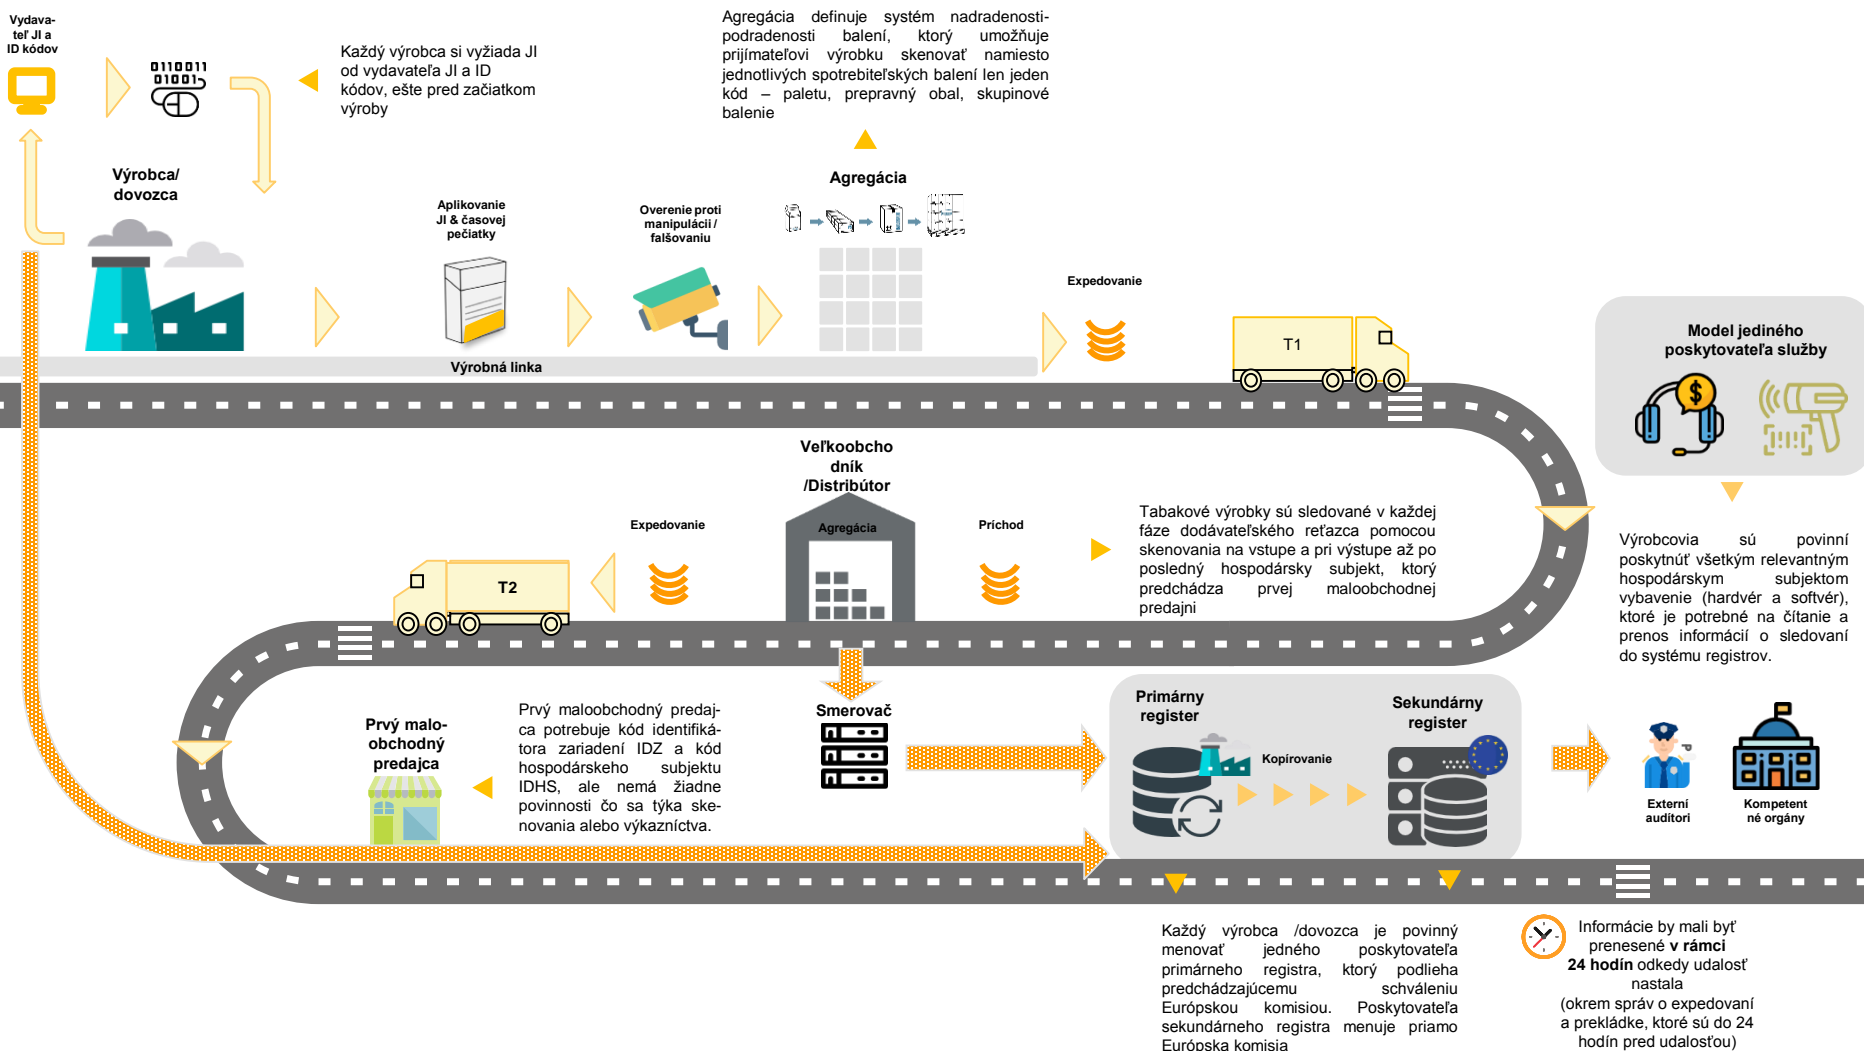 Vydava-
teľ JI a
ID kódov
0110011
01001
Každý výrobca si vyžiada JI
od vydavateľa JI a ID
kódov, ešte pred začiatkom
výroby
Agregácia definuje systém nadradenosti-
podradenosti balení, ktorý umožňuje
prijímateľovi výrobku skenovať namiesto
jednotlivých spotrebiteľských balení len jeden
kód – paletu, prepravný obal, skupinové
balenie
Výrobca/
dovozca
Aplikovanie
JI & časovej
pečiatky
Overenie proti
manipulácii /
falšovaniu
Agregácia
Expedovanie
T1
Výrobná linka
Model jediného
poskytovateľa služby
$
Výrobcovia sú povinní
poskytnúť všetkým relevantným
hospodárskym subjektom
vybavenie (hardvér a softvér),
ktoré je potrebné na čítanie a
prenos informácií o sledovaní
do systému registrov.
Veľkoobcho
dník
/Distribútor
Agregácia
Expedovanie
Príchod
T2
Tabakové výrobky sú sledované v každej
fáze dodávateľského reťazca pomocou
skenovania na vstupe a pri výstupe až po
posledný hospodársky subjekt, ktorý
predchádza prvej maloobchodnej
predajni
Prvý malo-
obchodný
predajca
Prvý maloobchodný predaj-
ca potrebuje kód identifiká-
tora zariadení IDZ a kód
hospodárskeho subjektu
IDHS, ale nemá žiadne
povinnosti čo sa týka ske-
novania alebo výkazníctva.
Smerovač
Primárny
register
Kopírovanie
Sekundárny
register
Externí
audítori
Kompetent
né orgány
Každý výrobca /dovozca je povinný
menovať jedného poskytovateľa
primárneho registra, ktorý podlieha
predchádzajúcemu schváleniu
Európskou komisiou. Poskytovateľa
sekundárneho registra menuje priamo
Európska komisia
Informácie by mali byť
prenesené v rámci
24 hodín odkedy udalosť
nastala
(okrem správ o expedovaní
a prekládke, ktoré sú do 24
hodín pred udalosťou)